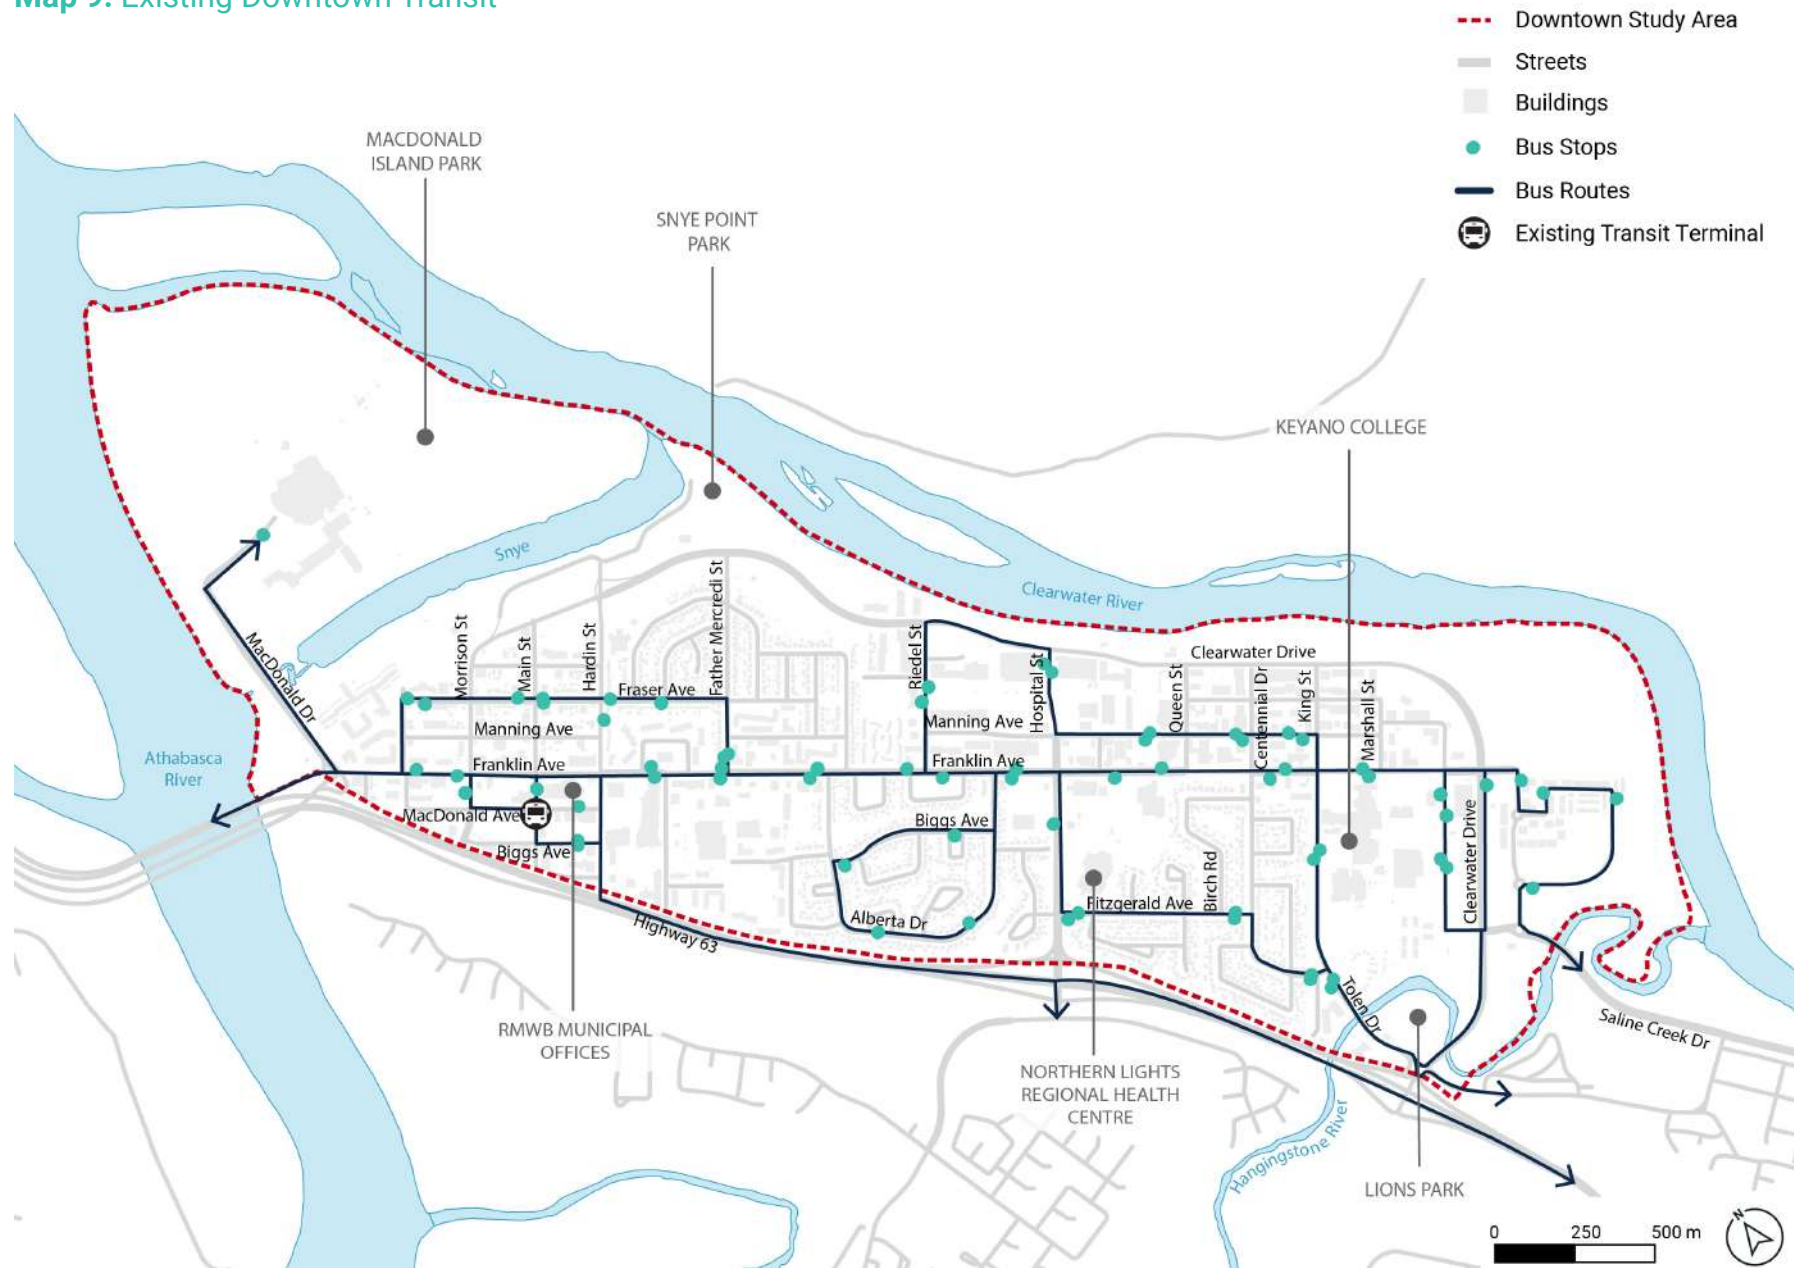 Map 9: Existing Downtown Transit
Downtown Study Area
Streets
Buildings
Bus Stops
Bus Routes
Existing Transit Terminal
MACDONALD
ISLAND PARK
SNYE POINT
PARK
KEYANO COLLEGE
Snye
Clearwater River
MacDonald Dr
Morrison St
Main St
Hardin St
Father Mercredi St
Fraser Ave
Manning Ave
Franklin Ave
MacDonald Ave
Biggs Ave
Athabasca
River
Riedel St
Hospital St
Manning Ave
Franklin Ave
Clearwater Drive
Queen St
Centennial Dr
King St
Marshall St
Biggs Ave
Alberta Dr
Fitzgerald Ave
Birch Rd
Clearwater Drive
Highway 63
Tolen Dr
Saline Creek Dr
RMWB MUNICIPAL
OFFICES
NORTHERN LIGHTS
REGIONAL HEALTH
CENTRE
Hangingstone River
LIONS PARK
0 250 500 m
N